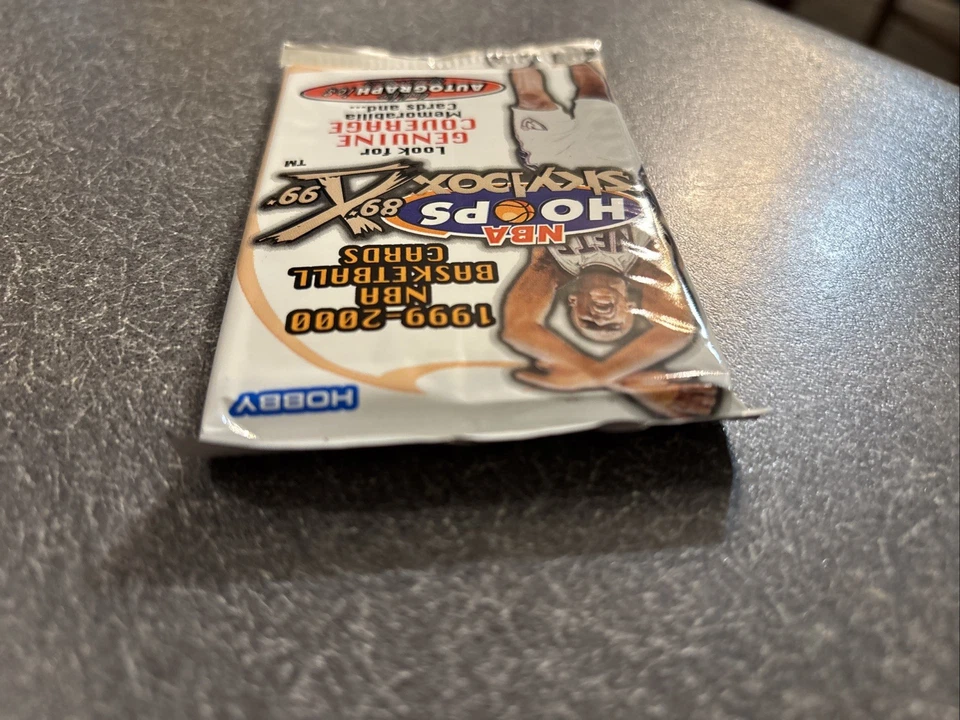 HOBBY
1999-2000
NBA
BASKETBALL
CARDS
NBA
HOOPS
'89 X '99
SkyBox
TM
Look for
GENUINE
COVERAGE
Memorabilia
Cards and...
AUTOGRAPHICS